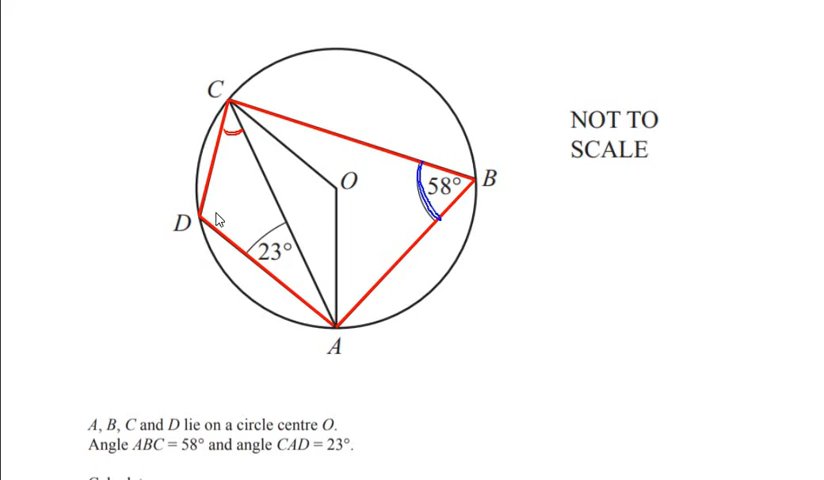 C
NOT TO
SCALE
O
58°
B
D
23°
A
A, B, C and D lie on a circle centre O.
Angle ABC = 58° and angle CAD = 23°.